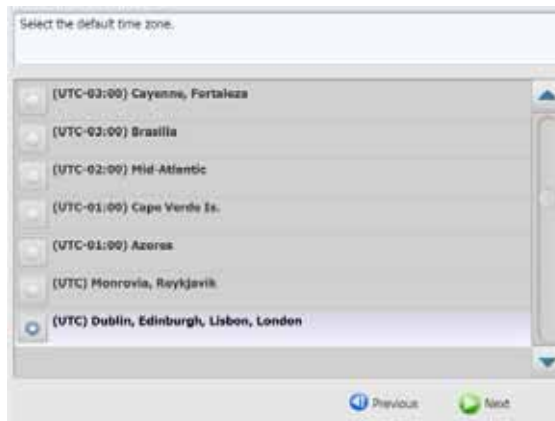 Select the default time zone.
(UTC-03:00) Cayenne, Fortaleza
(UTC-03:00) Brasilia
(UTC-02:00) Mid-Atlantic
(UTC-01:00) Cape Verde Is.
(UTC-01:00) Azores
(UTC) Monrovia, Reykjavik
(UTC) Dublin, Edinburgh, Lisbon, London
Previous Next